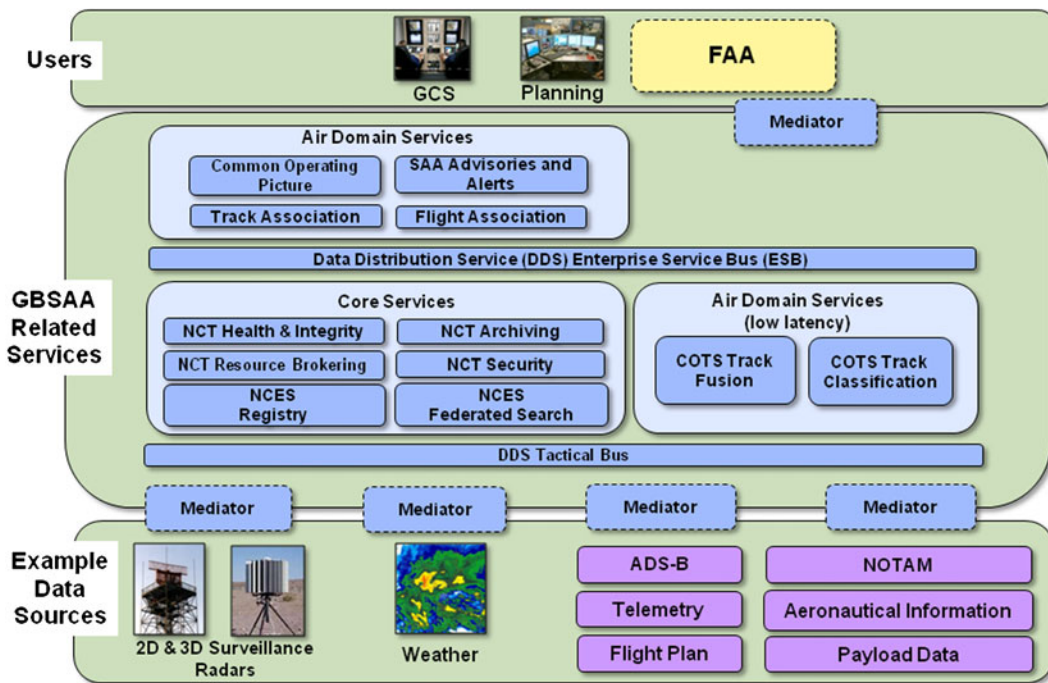 Users
GCS
Planning
FAA
Mediator
GBSAA
Related
Services
Air Domain Services
Common Operating
Picture
SAA Advisories and
Alerts
Track Association
Flight Association
Data Distribution Service (DDS) Enterprise Service Bus (ESB)
Core Services
NCT Health & Integrity
NCT Archiving
NCT Resource Brokering
NCT Security
NCES
Registry
NCES
Federated Search
Air Domain Services
(low latency)
COTS Track
Fusion
COTS Track
Classification
DDS Tactical Bus
Mediator
Mediator
Mediator
Mediator
Example
Data
Sources
2D & 3D Surveillance
Radars
Weather
ADS-B
Telemetry
Flight Plan
NOTAM
Aeronautical Information
Payload Data